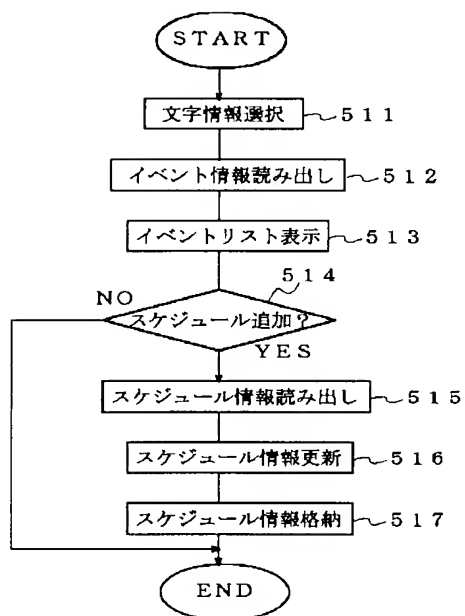 START
文字情報選択 511
イベント情報読み出し 512
イベントリスト表示 513
514
NO
スケジュール追加?
YES
スケジュール情報読み出し 515
スケジュール情報更新 516
スケジュール情報格納 517
END